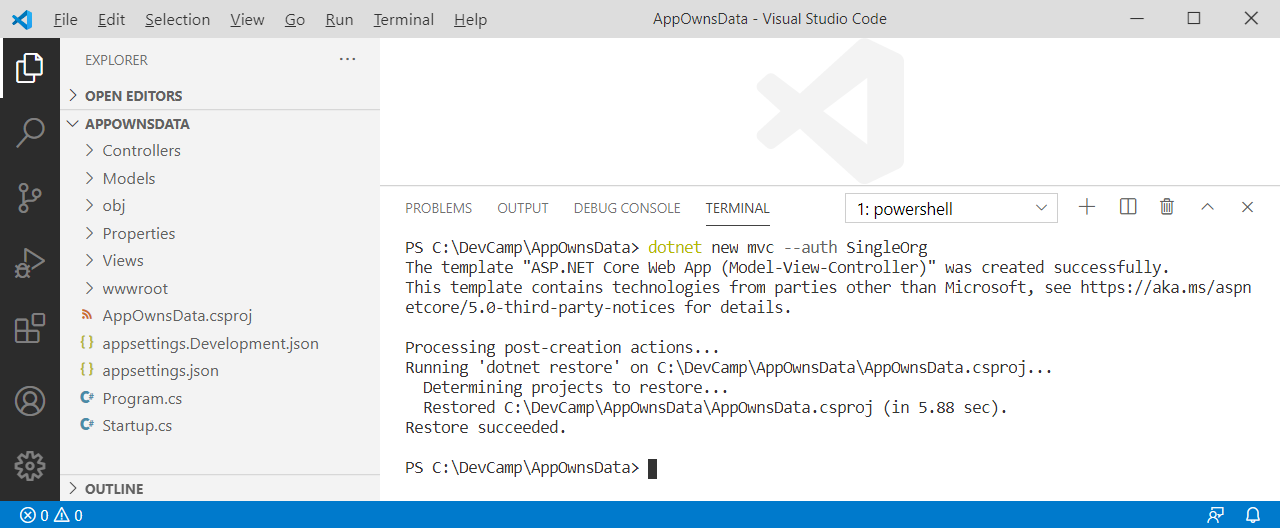 File Edit Selection View Go Run Terminal Help AppOwnsData - Visual Studio Code
EXPLORER
OPEN EDITORS
APPOWNSDATA
Controllers
Models
obj
Properties
Views
wwwroot
AppOwnsData.csproj
{ } appsettings.Development.json
{ } appsettings.json
C# Program.cs
C# Startup.cs
OUTLINE
PROBLEMS OUTPUT DEBUG CONSOLE TERMINAL 1: powershell
PS C:\DevCamp\AppOwnsData> dotnet new mvc --auth SingleOrg
The template "ASP.NET Core Web App (Model-View-Controller)" was created successfully.
This template contains technologies from parties other than Microsoft, see https://aka.ms/aspn
etcore/5.0-third-party-notices for details.
Processing post-creation actions...
Running 'dotnet restore' on C:\DevCamp\AppOwnsData\AppOwnsData.csproj...
Determining projects to restore...
Restored C:\DevCamp\AppOwnsData\AppOwnsData.csproj (in 5.88 sec).
Restore succeeded.
PS C:\DevCamp\AppOwnsData>
0 0